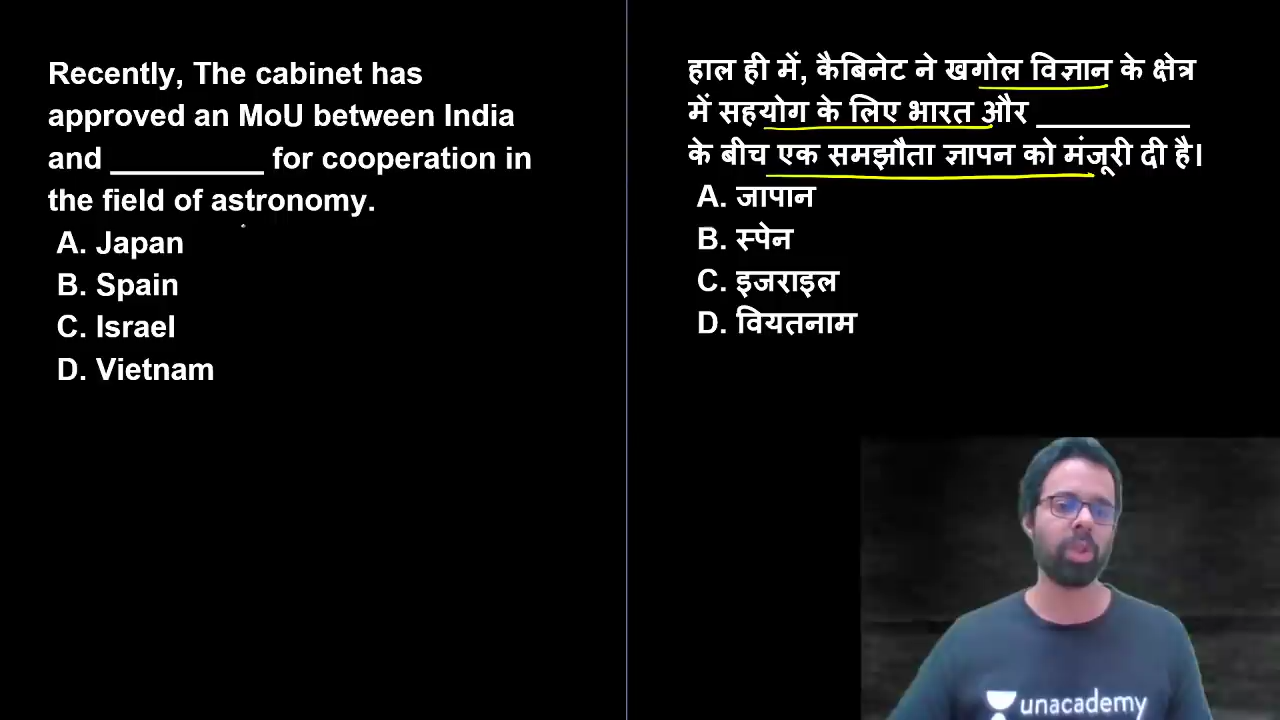 Recently, The cabinet has
approved an MoU between India
and __________ for cooperation in
the field of astronomy.
A. Japan
B. Spain
C. Israel
D. Vietnam
हाल ही में, कैबिनेट ने खगोल विज्ञान के क्षेत्र
में सहयोग के लिए भारत और __________
के बीच एक समझौता ज्ञापन को मंजूरी दी है।
A. जापान
B. स्पेन
C. इजराइल
D. वियतनाम
unacademy